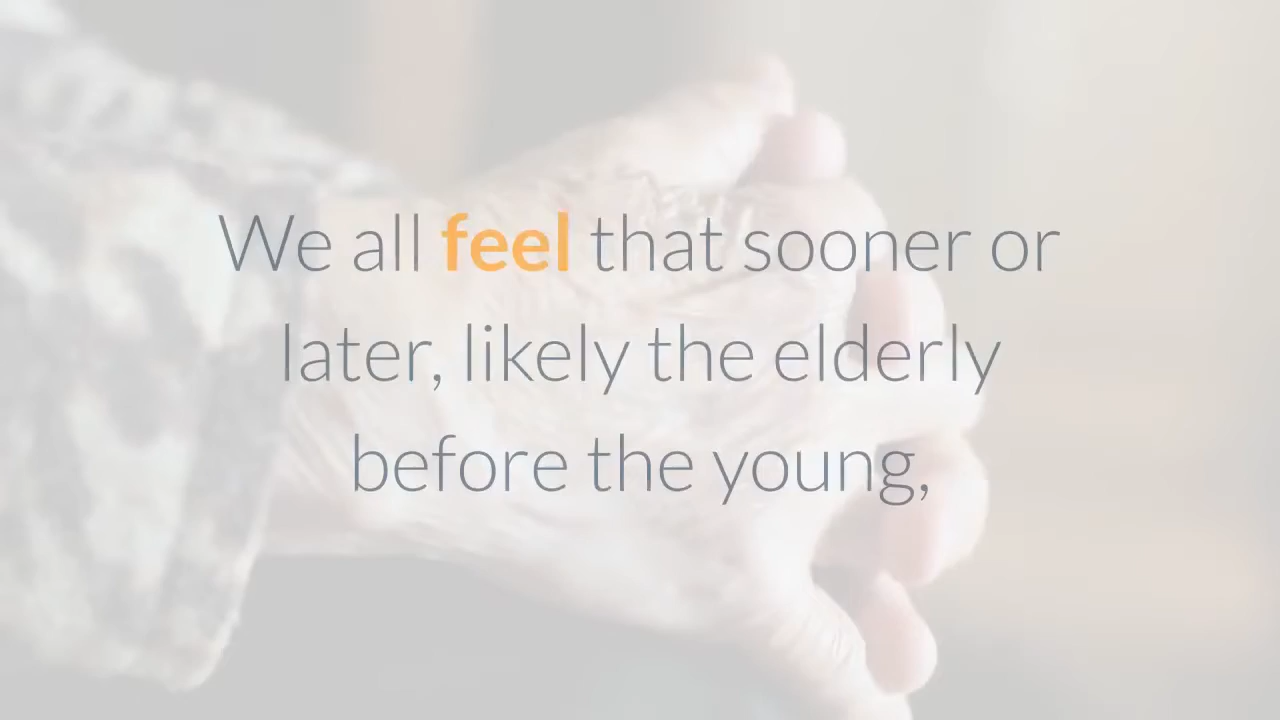 We all feel that sooner or
later, likely the elderly
before the young,